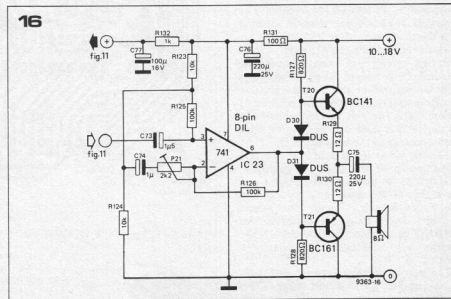 16
R132
1k
R131
100Ω
fig.11
C77
100µ
16V
R123
10k
C76
220µ
25V
10...18V
R127
820Ω
T20
BC141
R125
100k
8-pin
DIL
D30
DUS
R129
12Ω
C73
1µ5
3
7
741
6
IC 23
2
4
fig.11
C74
1µ
P21
2k2
D31
DUS
R130
12Ω
C75
220µ
25V
R126
100k
R124
10k
T21
BC161
R128
820Ω
8Ω
0
9363-16